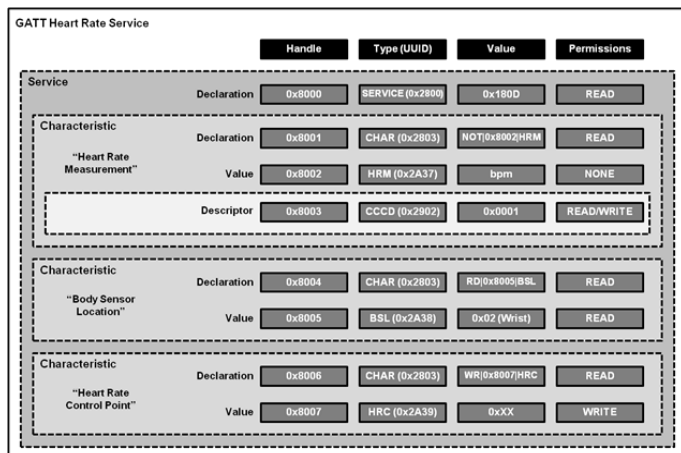 GATT Heart Rate Service
Handle Type (UUID) Value Permissions
Service
Declaration 0x8000 SERVICE (0x2800) 0x180D READ
Characteristic
Declaration 0x8001 CHAR (0x2803) NOT|0x8002|HRM READ
"Heart Rate
Measurement"
Value 0x8002 HRM (0x2A37) bpm NONE
Descriptor 0x8003 CCCD (0x2902) 0x0001 READ/WRITE
Characteristic
Declaration 0x8004 CHAR (0x2803) RD|0x8005|BSL READ
"Body Sensor
Location"
Value 0x8005 BSL (0x2A38) 0x02 (Wrist) READ
Characteristic
Declaration 0x8006 CHAR (0x2803) WR|0x8007|HRC READ
"Heart Rate
Control Point"
Value 0x8007 HRC (0x2A39) 0xXX WRITE